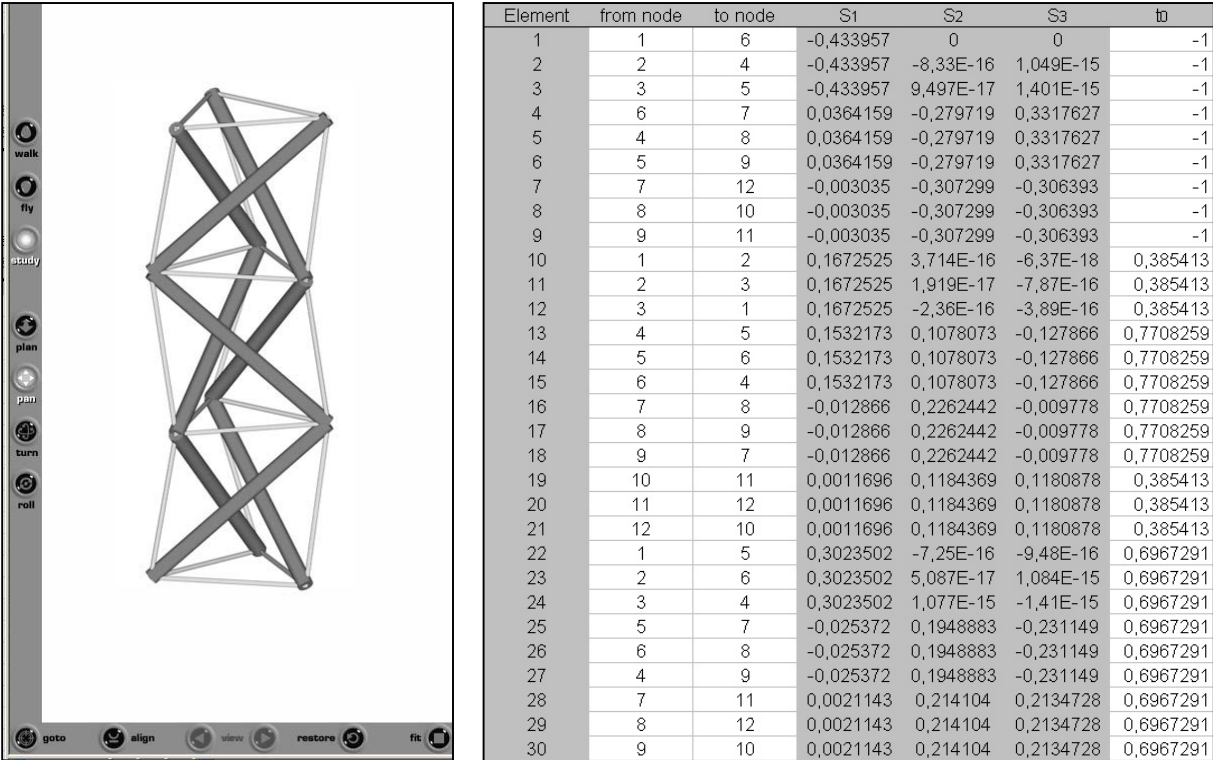 walk
fly
study
plan
pan
turn
roll
goto align view restore fit
Element from node to node S1 S2 S3 t0
1 1 6 -0,433957 0 0 -1
2 2 4 -0,433957 -8,33E-16 1,049E-15 -1
3 3 5 -0,433957 9,497E-17 1,401E-15 -1
4 6 7 0,0364159 -0,279719 0,3317627 -1
5 4 8 0,0364159 -0,279719 0,3317627 -1
6 5 9 0,0364159 -0,279719 0,3317627 -1
7 7 12 -0,003035 -0,307299 -0,306393 -1
8 8 10 -0,003035 -0,307299 -0,306393 -1
9 9 11 -0,003035 -0,307299 -0,306393 -1
10 1 2 0,1672525 3,714E-16 -6,37E-18 0,385413
11 2 3 0,1672525 1,919E-17 -7,87E-16 0,385413
12 3 1 0,1672525 -2,36E-16 -3,89E-16 0,385413
13 4 5 0,1532173 0,1078073 -0,127866 0,7708259
14 5 6 0,1532173 0,1078073 -0,127866 0,7708259
15 6 4 0,1532173 0,1078073 -0,127866 0,7708259
16 7 8 -0,012866 0,2262442 -0,009778 0,7708259
17 8 9 -0,012866 0,2262442 -0,009778 0,7708259
18 9 7 -0,012866 0,2262442 -0,009778 0,7708259
19 10 11 0,0011696 0,1184369 0,1180878 0,385413
20 11 12 0,0011696 0,1184369 0,1180878 0,385413
21 12 10 0,0011696 0,1184369 0,1180878 0,385413
22 1 5 0,3023502 -7,25E-16 -9,48E-16 0,6967291
23 2 6 0,3023502 5,087E-17 1,084E-15 0,6967291
24 3 4 0,3023502 1,077E-15 -1,41E-15 0,6967291
25 5 7 -0,025372 0,1948883 -0,231149 0,6967291
26 6 8 -0,025372 0,1948883 -0,231149 0,6967291
27 4 9 -0,025372 0,1948883 -0,231149 0,6967291
28 7 11 0,0021143 0,214104 0,2134728 0,6967291
29 8 12 0,0021143 0,214104 0,2134728 0,6967291
30 9 10 0,0021143 0,214104 0,2134728 0,6967291